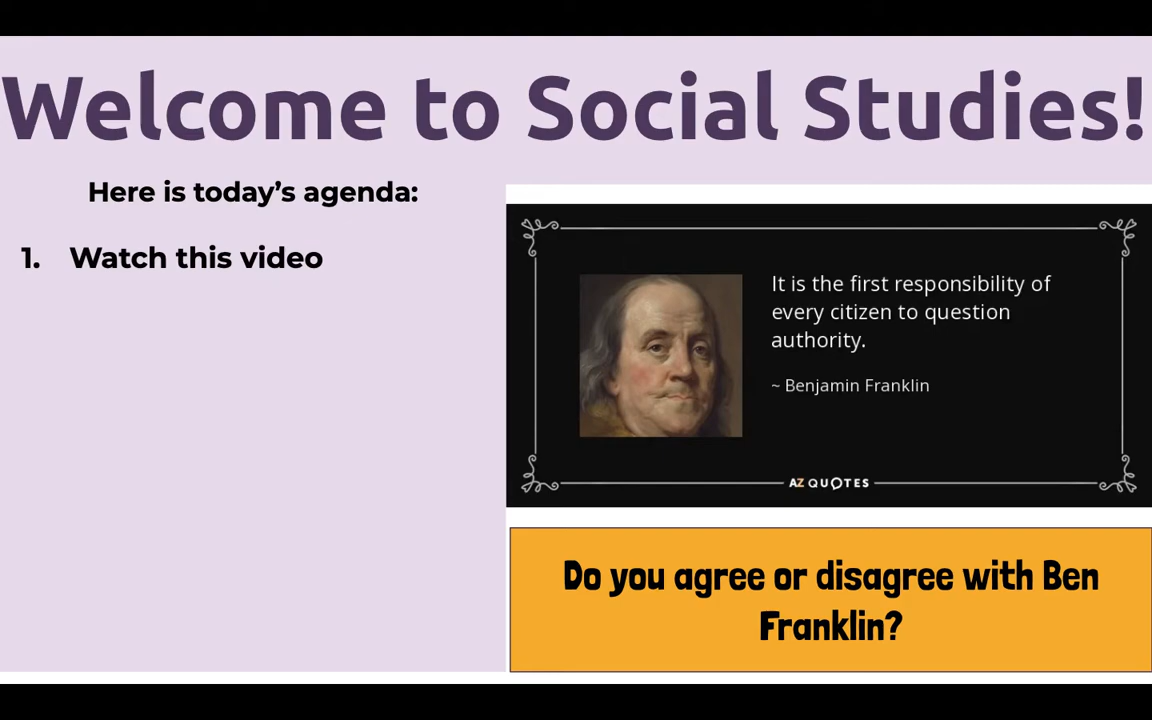 Welcome to Social Studies!
Here is today’s agenda:
1. Watch this video
It is the first responsibility of
every citizen to question
authority.
~ Benjamin Franklin
AZ QUOTES
Do you agree or disagree with Ben
Franklin?